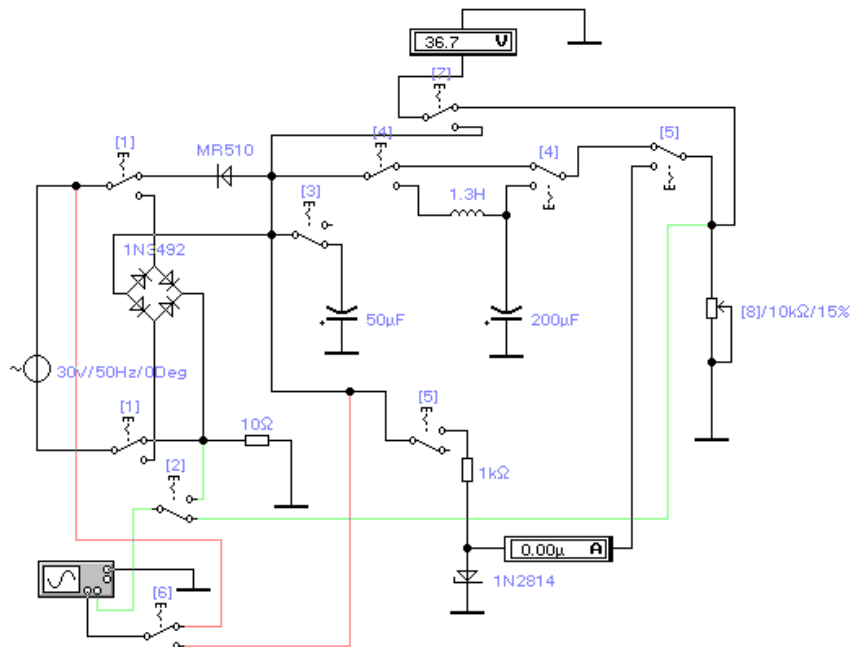 36.7 V
[7]
[1]
MR510
[4]
[4]
[5]
[3]
1.3H
1N3492
50µF
200µF
[8]/10kΩ/15%
~ 30V/50Hz/0Deg
[1]
10Ω
[5]
[2]
1kΩ
0.00µ A
1N2814
[6]